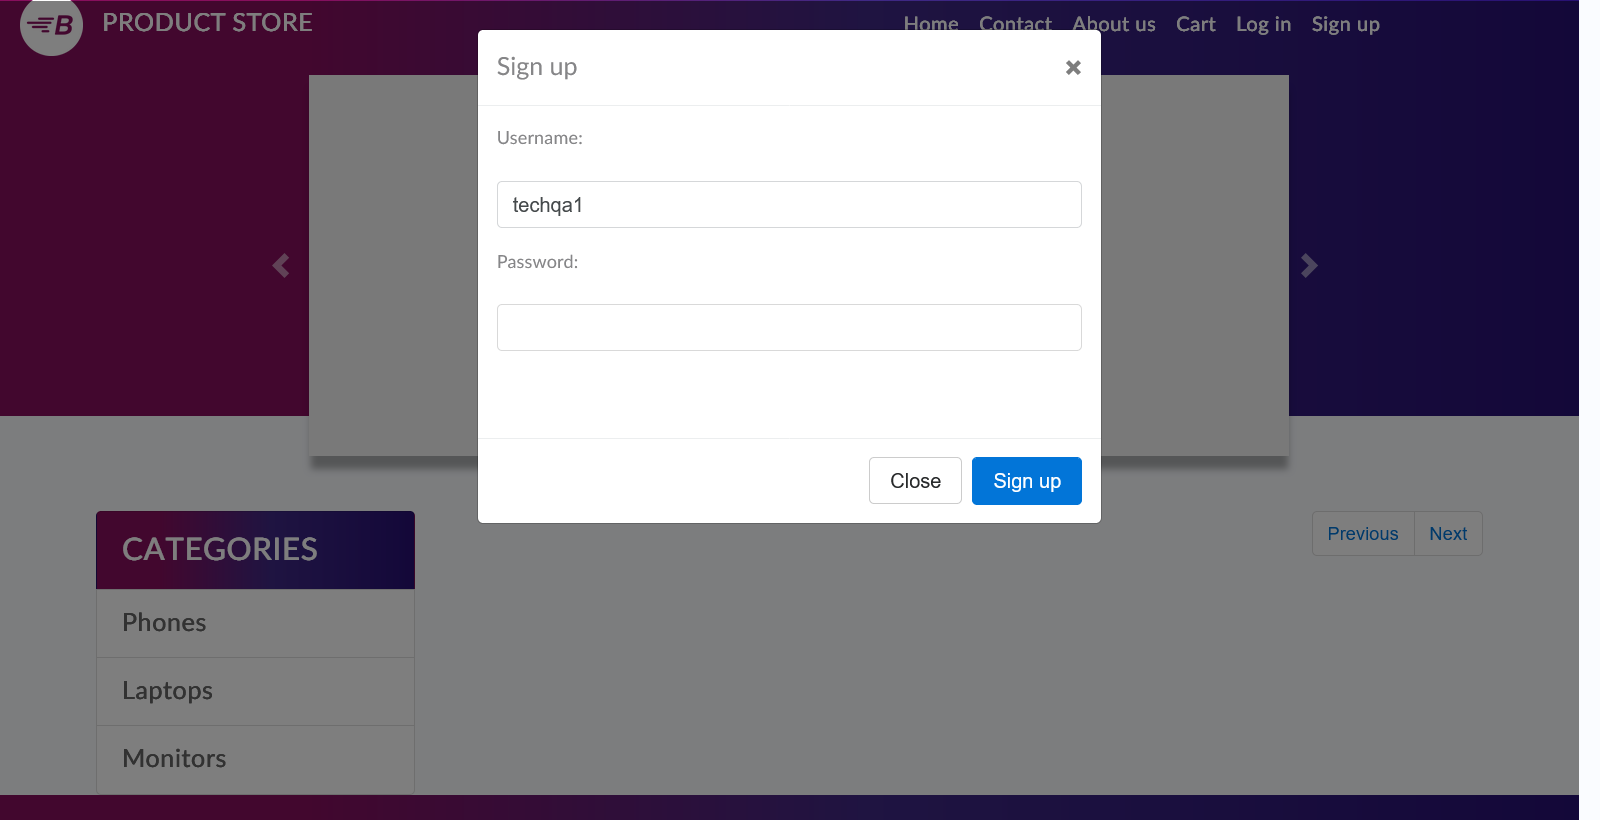 B PRODUCT STORE
Home Contact About us Cart Log in Sign up
Sign up ×
Username:
techqa1
Password:
Close Sign up
CATEGORIES
Phones
Laptops
Monitors
Previous Next